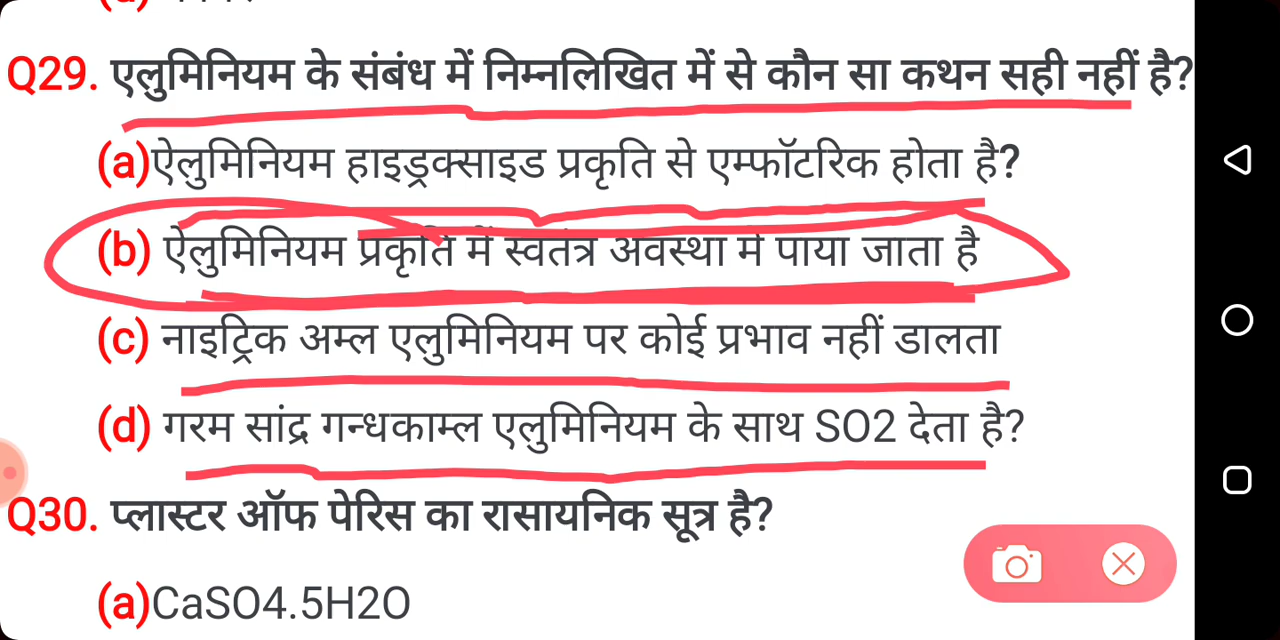 Q29. एलुमिनियम के संबंध में निम्नलिखित में से कौन सा कथन सही नहीं है?
(a)ऐलुमिनियम हाइड्रक्साइड प्रकृति से एम्फॉटरिक होता है?
(b) ऐलुमिनियम प्रकृति में स्वतंत्र अवस्था में पाया जाता है
(c) नाइट्रिक अम्ल एलुमिनियम पर कोई प्रभाव नहीं डालता
(d) गरम सांद्र गन्धकाम्ल एलुमिनियम के साथ SO2 देता है?
Q30. प्लास्टर ऑफ पेरिस का रासायनिक सूत्र है?
(a)CaSO4.5H2O